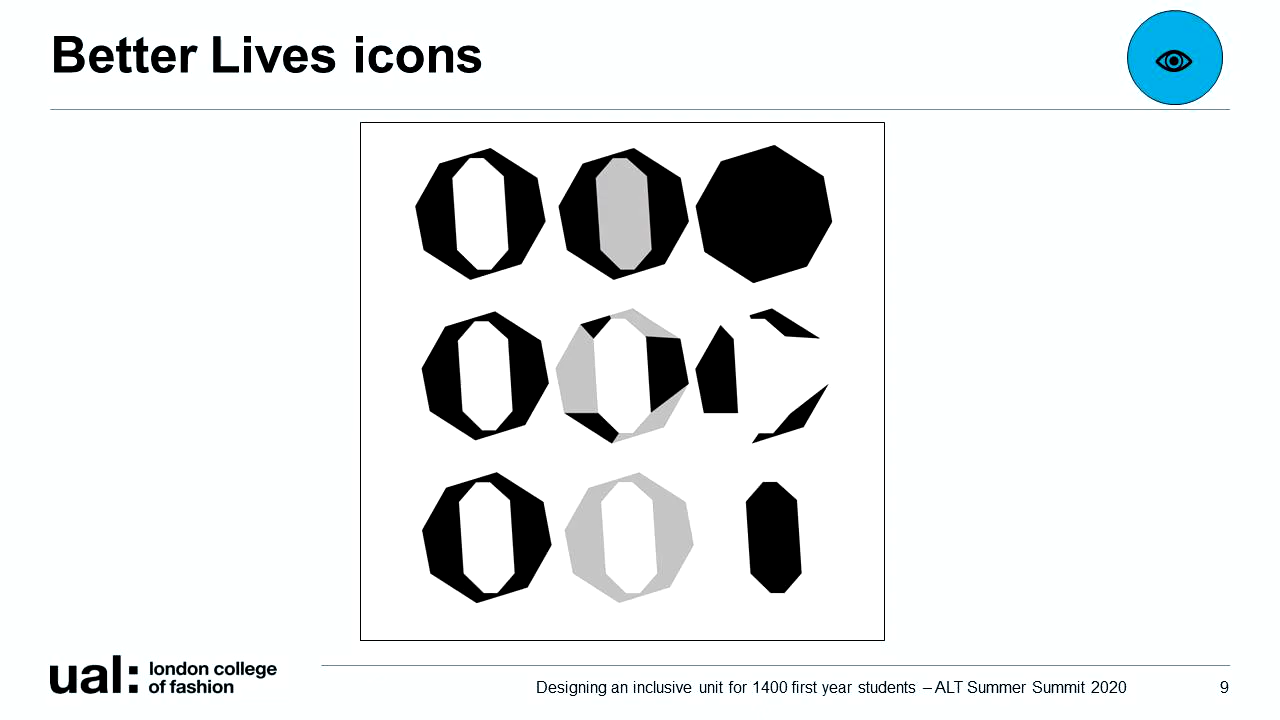 Better Lives icons
ual: london college
of fashion
Designing an inclusive unit for 1400 first year students – ALT Summer Summit 2020
9